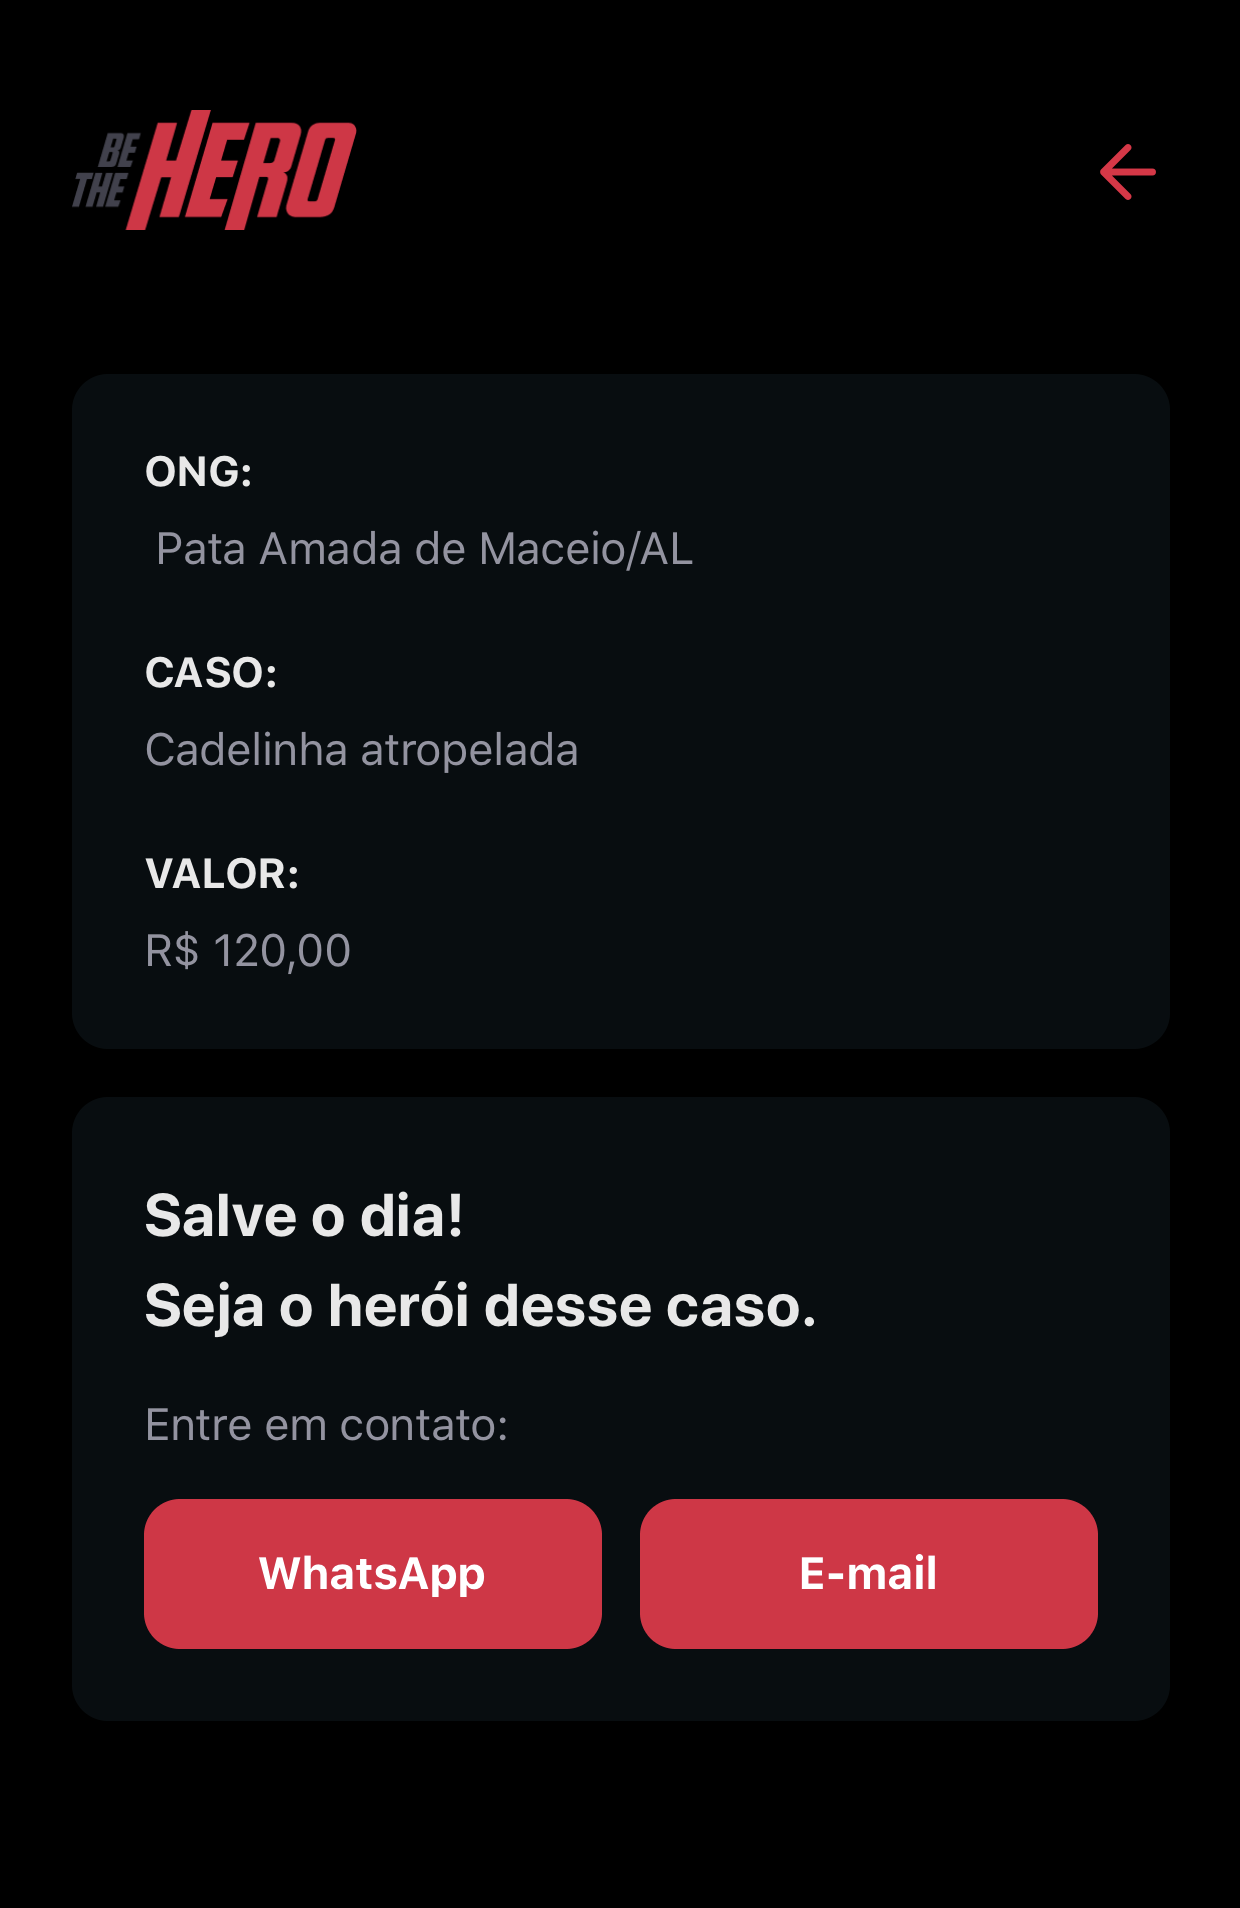 BE
THE HERO
ONG:
Pata Amada de Maceio/AL
CASO:
Cadelinha atropelada
VALOR:
R$ 120,00
Salve o dia!
Seja o herói desse caso.
Entre em contato:
WhatsApp E-mail